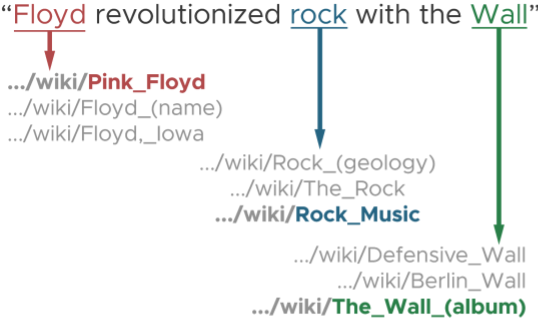 “Floyd revolutionized rock with the Wall”
.../wiki/Pink_Floyd
.../wiki/Floyd_(name)
.../wiki/Floyd,_Iowa
.../wiki/Rock_(geology)
.../wiki/The_Rock
.../wiki/Rock_Music
.../wiki/Defensive_Wall
.../wiki/Berlin_Wall
.../wiki/The_Wall_(album)